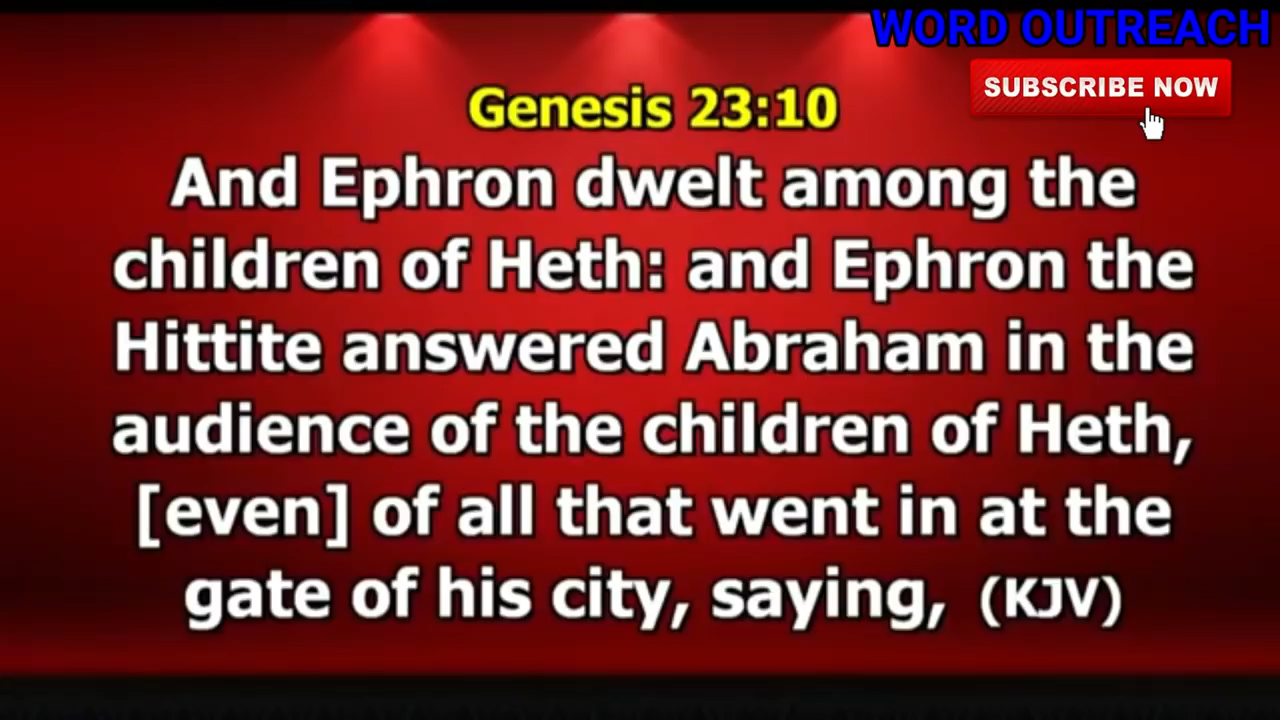 WORD OUTREACH
SUBSCRIBE NOW
Genesis 23:10
And Ephron dwelt among the
children of Heth: and Ephron the
Hittite answered Abraham in the
audience of the children of Heth,
[even] of all that went in at the
gate of his city, saying, (KJV)